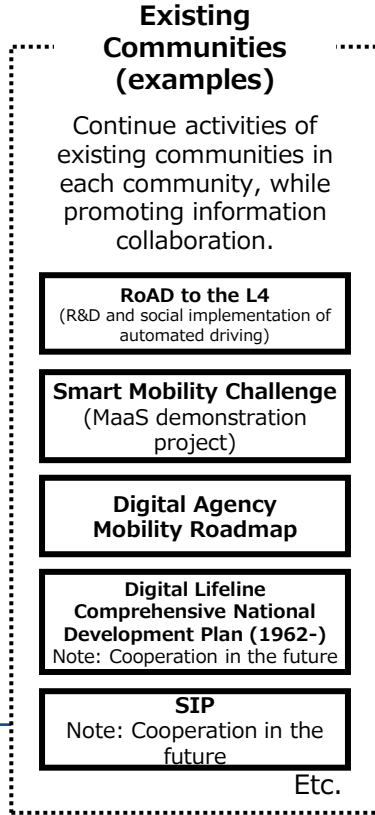 Existing
Communities
(examples)
Continue activities of
existing communities in
each community, while
promoting information
collaboration.
RoAD to the L4
(R&D and social implementation of
automated driving)
Smart Mobility Challenge
(MaaS demonstration
project)
Digital Agency
Mobility Roadmap
Digital Lifeline
Comprehensive National
Development Plan (1962-)
Note: Cooperation in the future
SIP
Note: Cooperation in the
future
Etc.